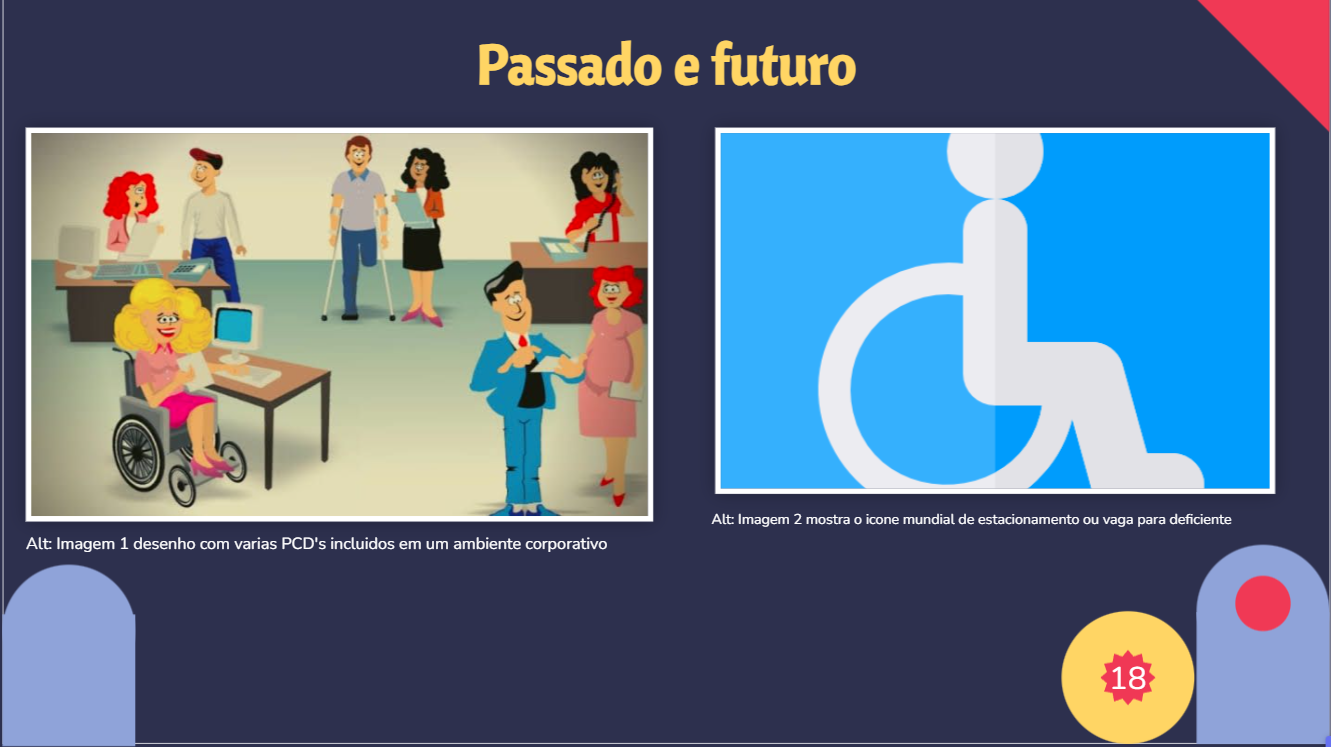 Passado e futuro
Alt: Imagem 1 desenho com varias PCD's incluidos em um ambiente corporativo
Alt: Imagem 2 mostra o icone mundial de estacionamento ou vaga para deficiente
18